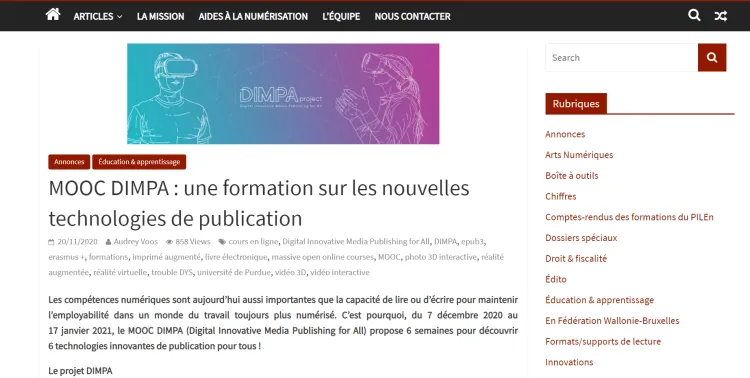 ARTICLES LA MISSION AIDES À LA NUMÉRISATION L'ÉQUIPE NOUS CONTACTER
DIMPA project
Digital Innovative Media Publishing for All
Annonces Éducation & apprentissage
MOOC DIMPA : une formation sur les nouvelles
technologies de publication
20/11/2020 Audrey Voos 858 Views cours en ligne, Digital Innovative Media Publishing for All, DIMPA, epub3,
erasmus +, formations, imprimé augmenté, livre électronique, massive open online courses, MOOC, photo 3D interactive, réalité
augmentée, réalité virtuelle, trouble DYS, université de Purdue, vidéo 3D, vidéo interactive
Les compétences numériques sont aujourd'hui aussi importantes que la capacité de lire ou d'écrire pour maintenir
l'employabilité dans un monde du travail toujours plus numérisé. C'est pourquoi, du 7 décembre 2020 au
17 janvier 2021, le MOOC DIMPA (Digital Innovative Media Publishing for All) propose 6 semaines pour découvrir
6 technologies innovantes de publication pour tous !
Le projet DIMPA
Search
Rubriques
Annonces
Arts Numériques
Boîte à outils
Chiffres
Comptes-rendus des formations du PILEn
Dossiers spéciaux
Droit & fiscalité
Édito
Éducation & apprentissage
En Fédération Wallonie-Bruxelles
Formats/supports de lecture
Innovations